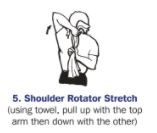 5. Shoulder Rotator Stretch
(using towel, pull up with the top
arm then down with the other)